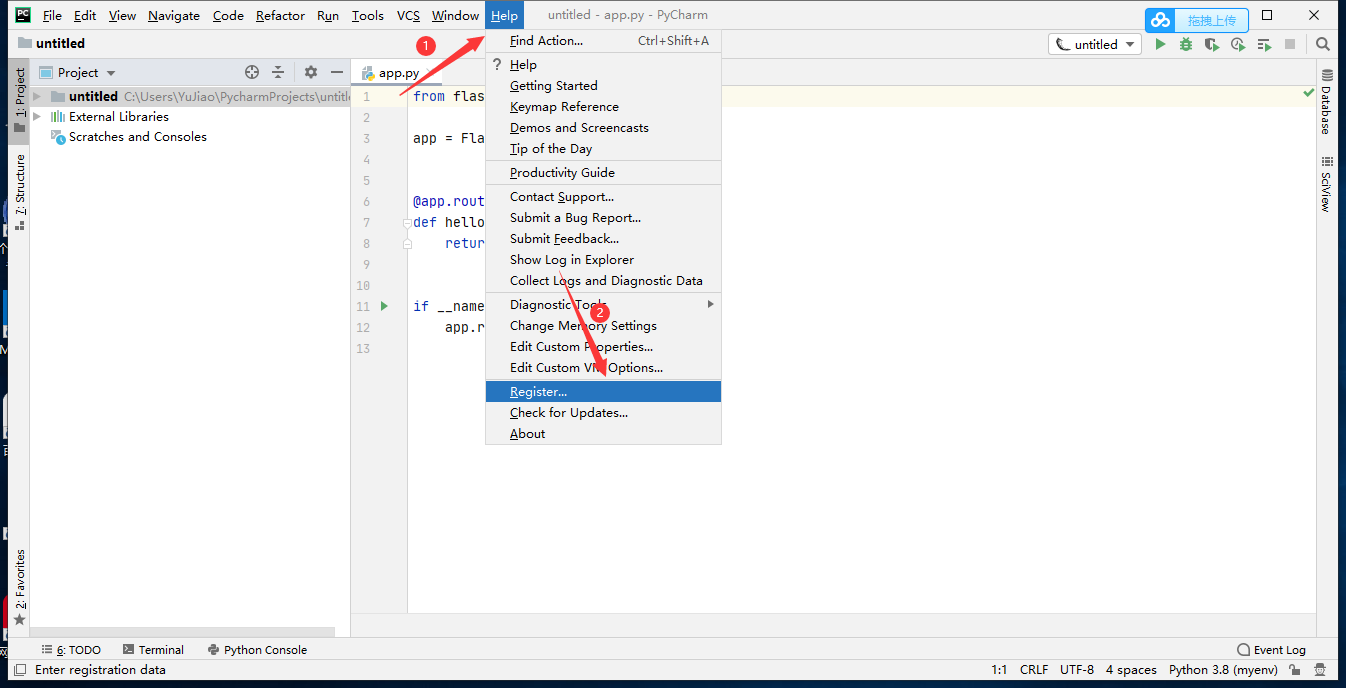 PC File Edit View Navigate Code Refactor Run Tools VCS Window Help untitled - app.py - PyCharm
拖拽上传
untitled
untitled
1
Project
app.py
1: Project
7: Structure
2: Favorites
untitled C:\Users\YuJiao\PycharmProjects\untitl
External Libraries
Scratches and Consoles
1 from flas
2
3 app = Fla
4
5
6 @app.rout
7 def hello
8 retur
9
10
11 if __name
12 app.r
13
Find Action... Ctrl+Shift+A
? Help
Getting Started
Keymap Reference
Demos and Screencasts
Tip of the Day
Productivity Guide
Contact Support...
Submit a Bug Report...
Submit Feedback...
Show Log in Explorer
Collect Logs and Diagnostic Data
Diagnostic Tools
2
Change Memory Settings
Edit Custom Properties...
Edit Custom VM Options...
Register...
Check for Updates...
About
Database
SciView
6: TODO Terminal Python Console Event Log
Enter registration data 1:1 CRLF UTF-8 4 spaces Python 3.8 (myenv)